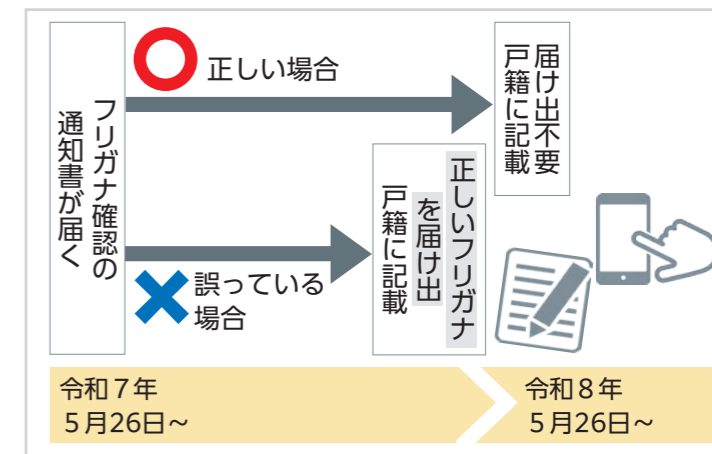 フリガナ確認の
通知書が届く
正しい場合
届け出不要
戸籍に記載
誤っている
場合
正しいフリガナ
を届け出
戸籍に記載
令和7年
5月26日~
令和8年
5月26日~